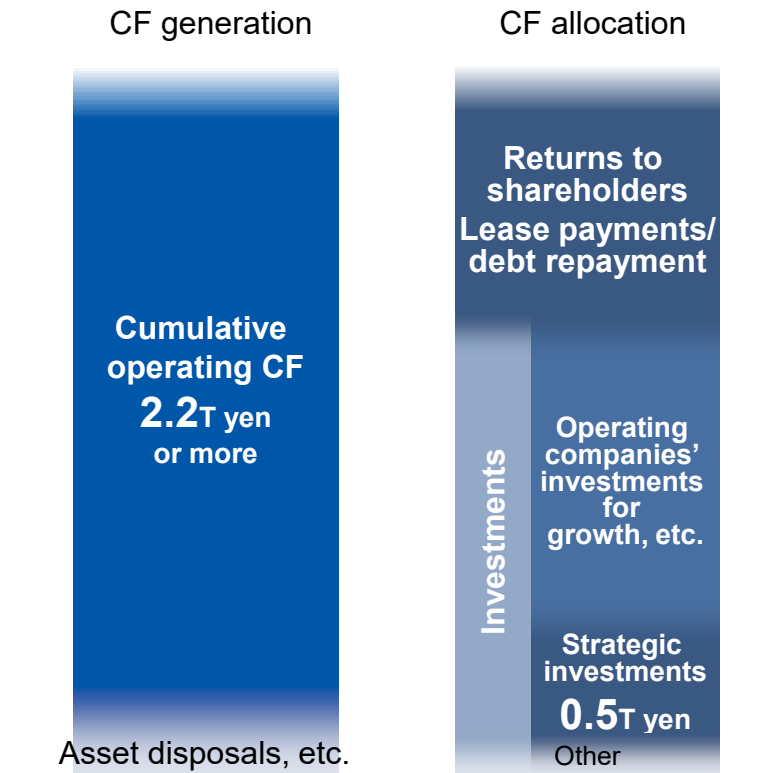 CF generation
Cumulative
operating CF
2.2T yen
or more
Asset disposals, etc.
CF allocation
Returns to
shareholders
Lease payments/
debt repayment
Investments
Operating
companies’
investments
for
growth, etc.
Strategic
investments
0.5T yen
Other